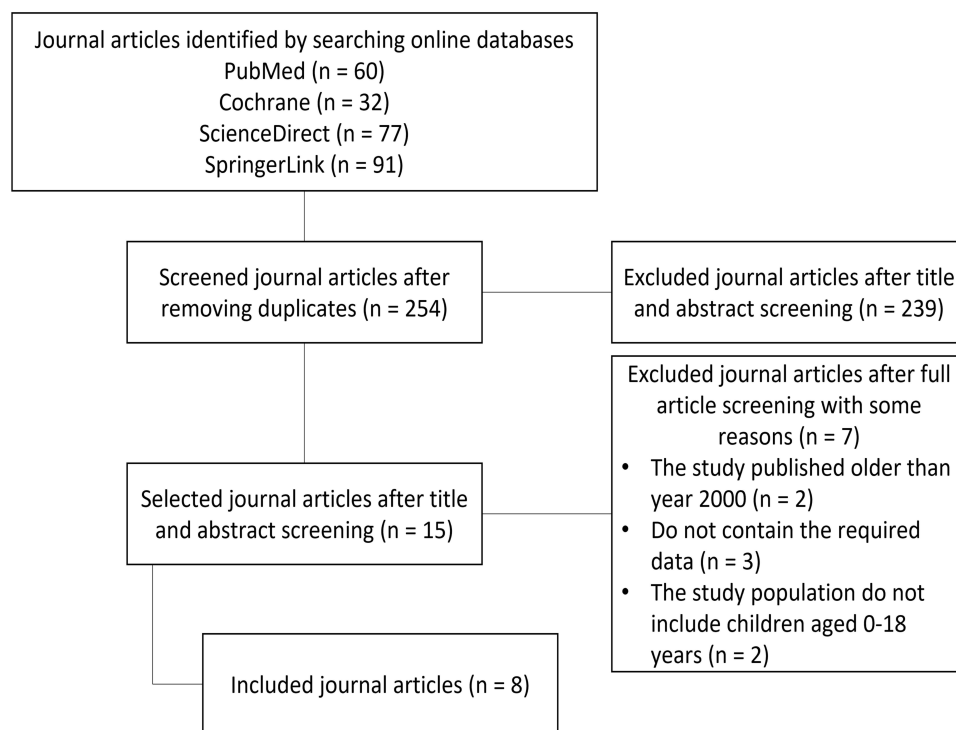 Journal articles identified by searching online databases
PubMed (n = 60)
Cochrane (n = 32)
ScienceDirect (n = 77)
SpringerLink (n = 91)
Screened journal articles after
removing duplicates (n = 254)
Excluded journal articles after title
and abstract screening (n = 239)
Excluded journal articles after full
article screening with some
reasons (n = 7)
• The study published older than
year 2000 (n = 2)
• Do not contain the required
data (n = 3)
• The study population do not
include children aged 0-18
years (n = 2)
Selected journal articles after title
and abstract screening (n = 15)
Included journal articles (n = 8)